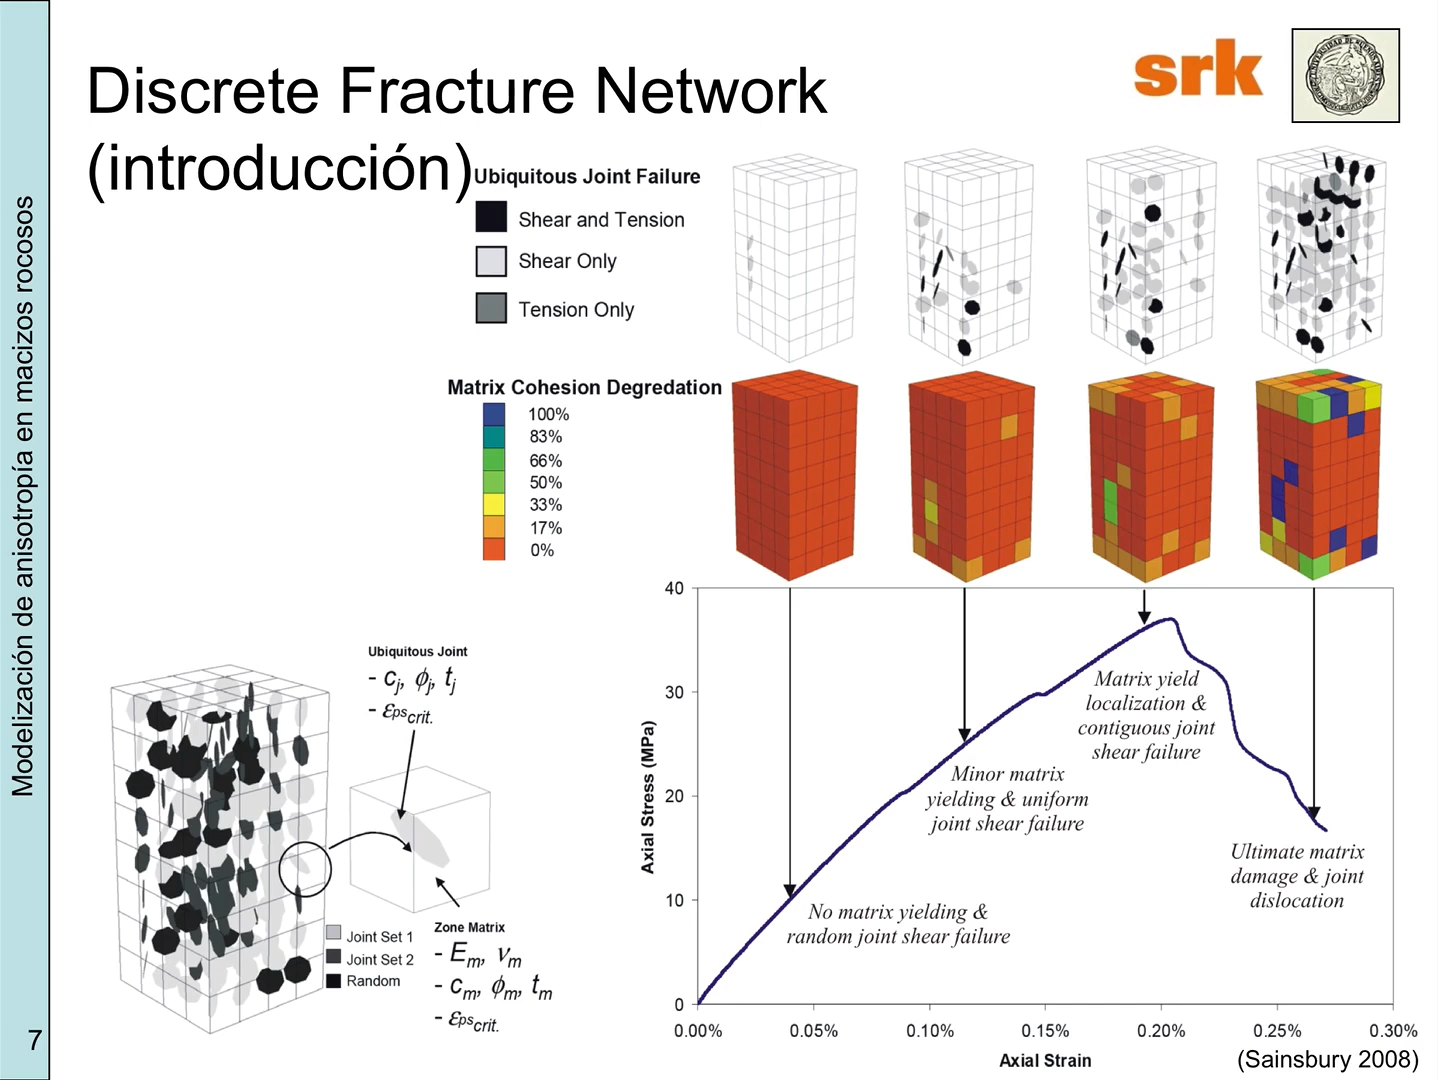 Discrete Fracture Network
(introducción)
srk
Modelización de anisotropía en macizos rocosos
7
Ubiquitous Joint Failure
Shear and Tension
Shear Only
Tension Only
Matrix Cohesion Degredation
100%
83%
66%
50%
33%
17%
0%
Ubiquitous Joint
- cj, ϕj, tj
- εpscrit.
Zone Matrix
- Em, νm
- cm, ϕm, tm
- εpscrit.
Joint Set 1
Joint Set 2
Random
Axial Stress (MPa)
40
30
20
10
0
No matrix yielding &
random joint shear failure
Minor matrix
yielding & uniform
joint shear failure
Matrix yield
localization &
contiguous joint
shear failure
Ultimate matrix
damage & joint
dislocation
0.00% 0.05% 0.10% 0.15% 0.20% 0.25% 0.30%
Axial Strain
(Sainsbury 2008)